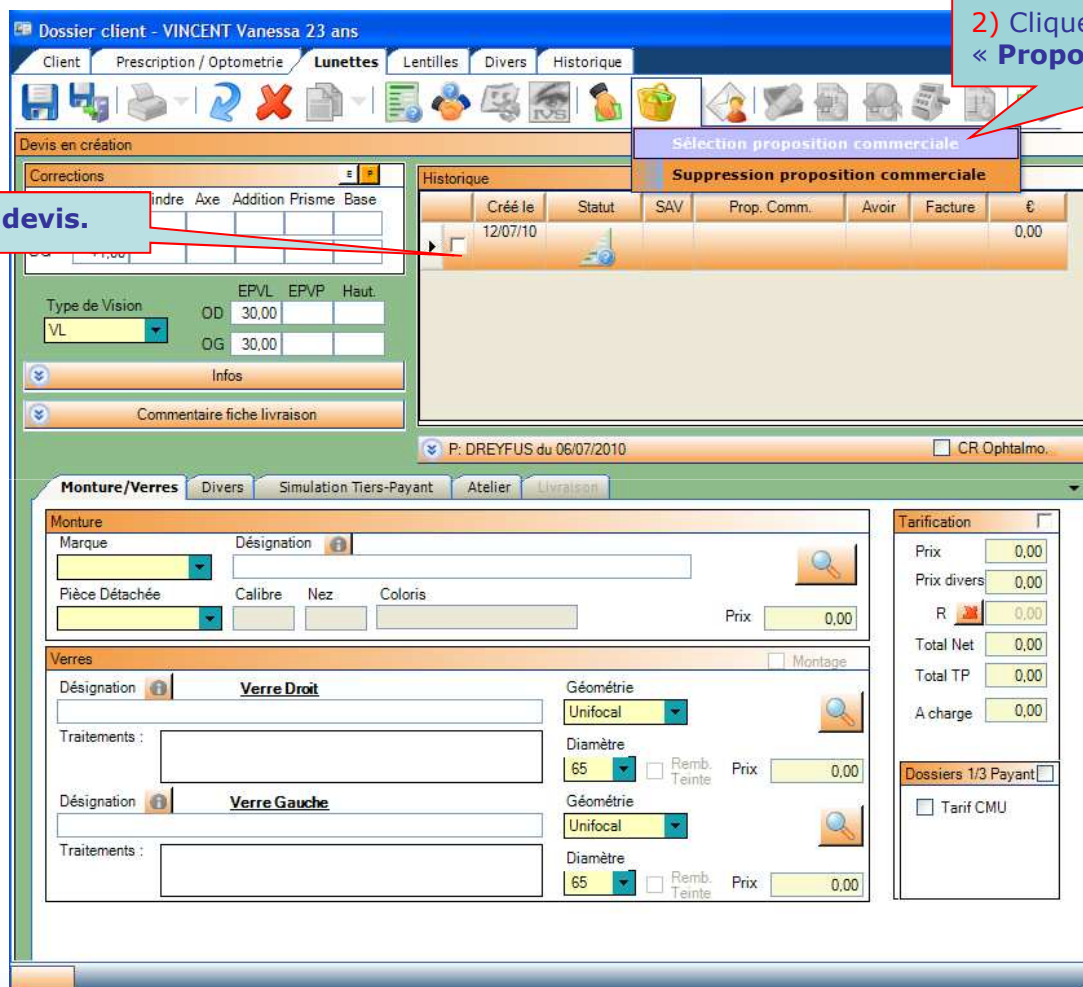 Dossier client - VINCENT Vanessa 23 ans
2) Clique
« Propo
Client Prescription / Optometrie Lunettes Lentilles Divers Historique
IVS
Devis en création
Sélection proposition commerciale
Suppression proposition commerciale
Corrections E P
indre Axe Addition Prisme Base
devis.
Historique
Créé le Statut SAV Prop. Comm. Avoir Facture €
12/07/10 0,00
EPVL EPVP Haut.
Type de Vision
OD 30,00
VL
OG 30,00
Infos
Commentaire fiche livraison
P: DREYFUS du 06/07/2010 CR Ophtalmo.
Monture/Verres Divers Simulation Tiers-Payant Atelier Livraison
Monture
Marque Désignation
Pièce Détachée Calibre Nez Coloris
Prix 0,00
Verres Montage
Désignation Verre Droit Géométrie
Unifocal
Traitements : Diamètre
65 Remb. Teinte Prix 0,00
Désignation Verre Gauche Géométrie
Unifocal
Traitements : Diamètre
65 Remb. Teinte Prix 0,00
Tarification
Prix 0,00
Prix divers 0,00
R 0,00
Total Net 0,00
Total TP 0,00
A charge 0,00
Dossiers 1/3 Payant
Tarif CMU